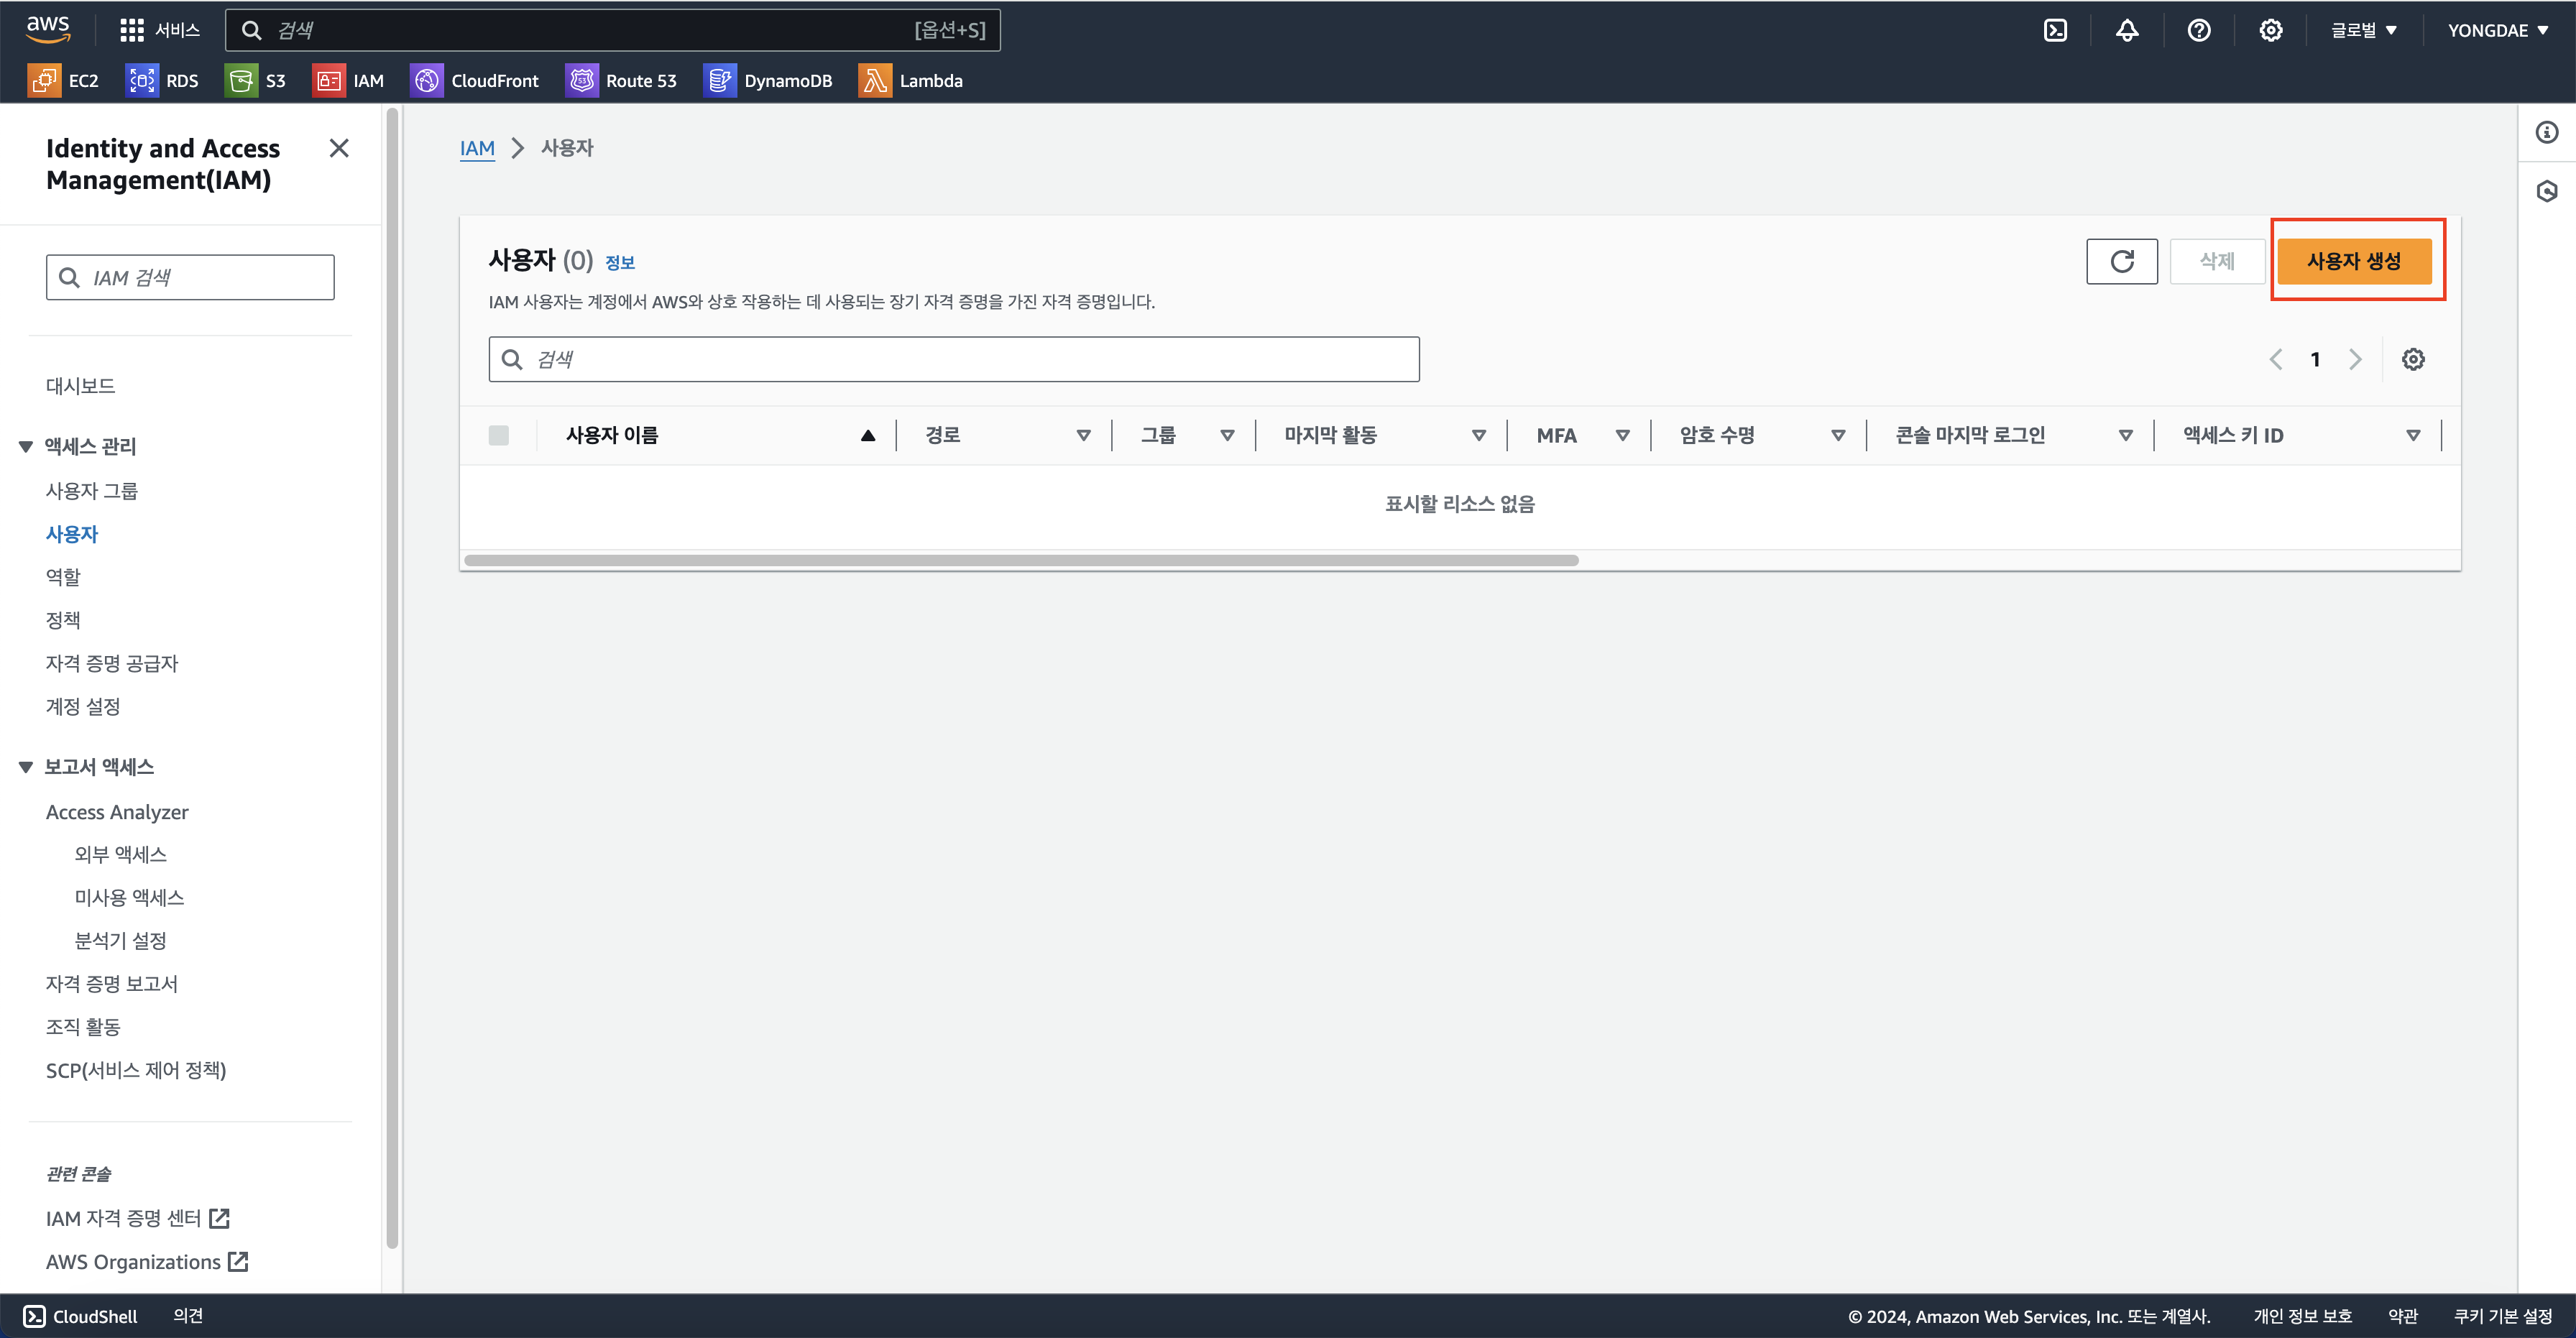 aws 서비스 검색 [옵션+S] 글로벌 YONGDAE
EC2 RDS S3 IAM CloudFront Route 53 DynamoDB Lambda
Identity and Access
Management(IAM)
IAM 검색
대시보드
액세스 관리
사용자 그룹
사용자
역할
정책
자격 증명 공급자
계정 설정
보고서 액세스
Access Analyzer
외부 액세스
미사용 액세스
분석기 설정
자격 증명 보고서
조직 활동
SCP(서비스 제어 정책)
관련 콘솔
IAM 자격 증명 센터
AWS Organizations
IAM 사용자
사용자 (0) 정보
삭제 사용자 생성
IAM 사용자는 계정에서 AWS와 상호 작용하는 데 사용되는 장기 자격 증명을 가진 자격 증명입니다.
검색
1
사용자 이름 경로 그룹 마지막 활동 MFA 암호 수명 콘솔 마지막 로그인 액세스 키 ID
표시할 리소스 없음
CloudShell 의견 © 2024, Amazon Web Services, Inc. 또는 계열사. 개인 정보 보호 약관 쿠키 기본 설정